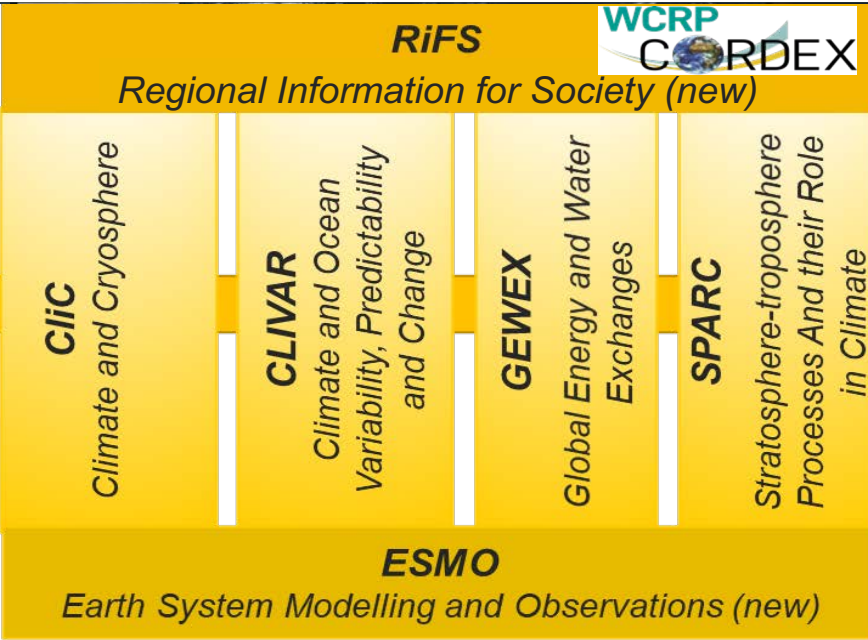 RiFS
WCRP
CORDEX
Regional Information for Society (new)
CliC
Climate and Cryosphere
CLIVAR
Climate and Ocean
Variability, Predictability
and Change
GEWEX
Global Energy and Water
Exchanges
SPARC
Stratosphere-troposphere
Processes And their Role
in Climate
ESMO
Earth System Modelling and Observations (new)